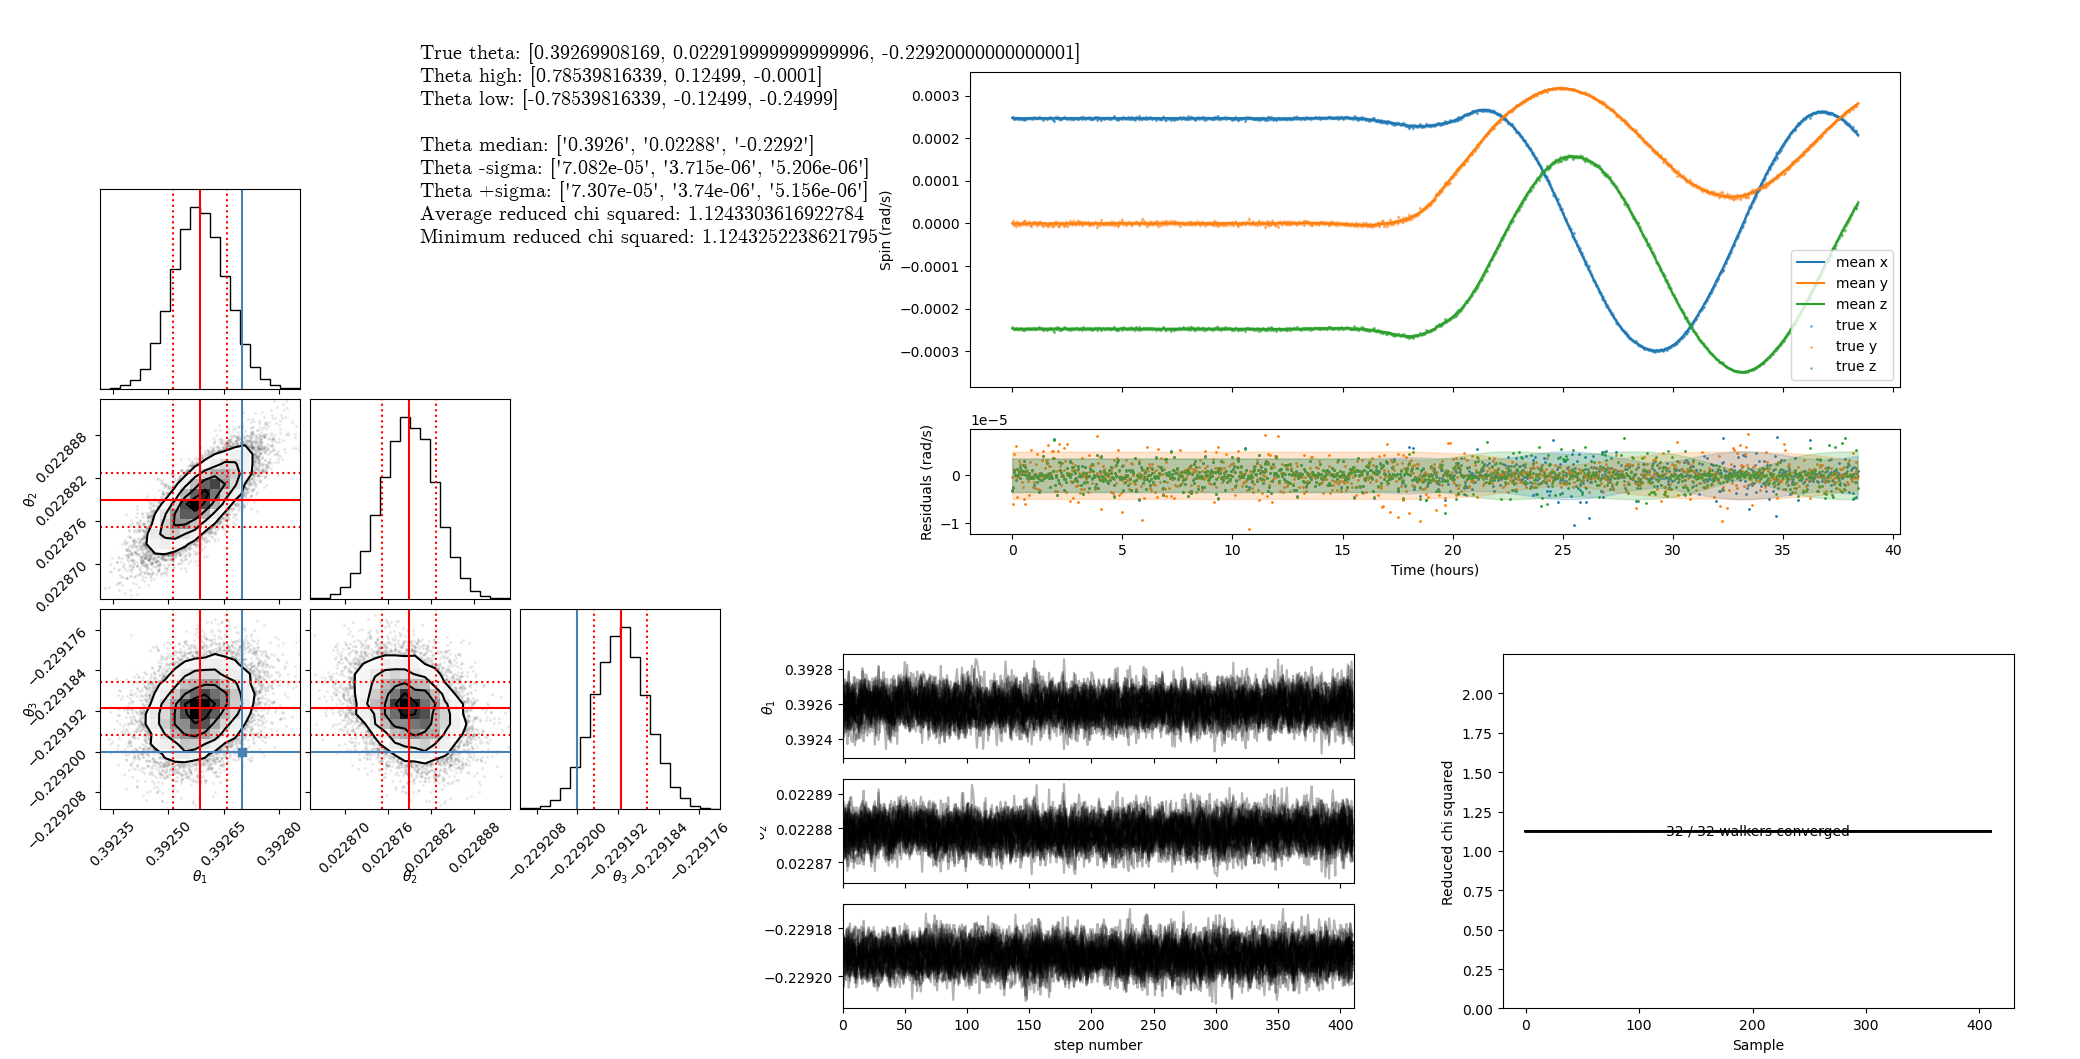 True theta: [0.39269908169, 0.022919999999999996, -0.22920000000000001]
Theta high: [0.78539816339, 0.12499, -0.0001]
Theta low: [-0.78539816339, -0.12499, -0.24999]
Theta median: ['0.3926', '0.02288', '-0.2292']
Theta -sigma: ['7.082e-05', '3.715e-06', '5.206e-06']
Theta +sigma: ['7.307e-05', '3.74e-06', '5.156e-06']
Average reduced chi squared: 1.1243303616922784
Minimum reduced chi squared: 1.1243252238621795
0.0003
0.0002
0.0001
0.0000
−0.0001
−0.0002
−0.0003
Spin (rad/s)
mean x
mean y
mean z
true x
true y
true z
1e−5
0
−1
Residuals (rad/s)
0
5
10
15
20
25
30
35
40
Time (hours)
0.022888
0.022882
0.022876
0.022870
θ2
−0.229176
−0.229184
−0.229192
−0.229200
−0.229208
θ3
0.39235
0.39250
0.39265
0.39280
θ1
0.022870
0.022876
0.022882
0.022888
θ2
−0.229208
−0.229200
−0.229192
−0.229184
−0.229176
θ3
0.3928
0.3926
0.3924
θ1
0.02289
0.02288
0.02287
−0.22918
−0.22920
0
50
100
150
200
250
300
350
400
step number
2.00
1.75
1.50
1.25
1.00
0.75
0.50
0.25
0.00
Reduced chi squared
32 / 32 walkers converged
0
100
200
300
400
Sample